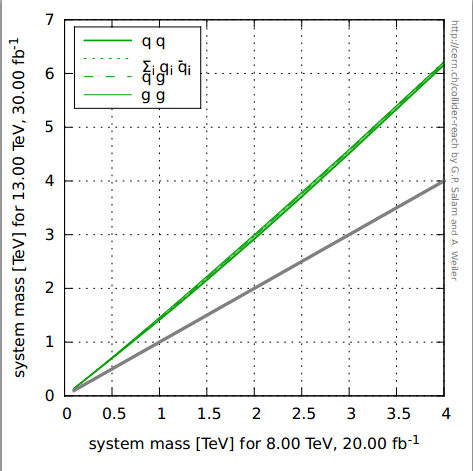 7
6
5
4
3
2
1
0
system mass [TeV] for 13.00 TeV, 30.00 fb⁻¹
q q
Σᵢ qᵢ q̄ᵢ
q g
g g
0 0.5 1 1.5 2 2.5 3 3.5 4
system mass [TeV] for 8.00 TeV, 20.00 fb⁻¹
http://cern.ch/collider-reach by G.P. Salam and A. Weiler